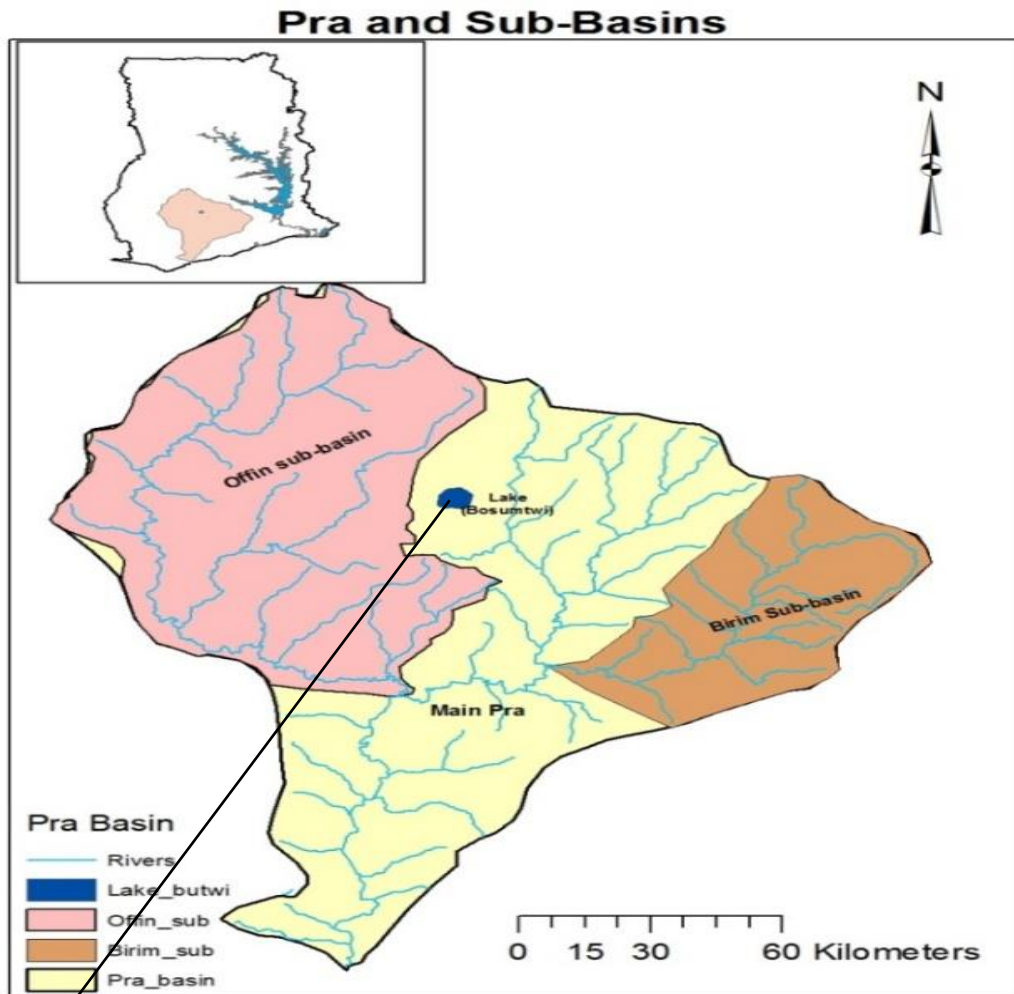 Pra and Sub-Basins
N
Offin sub-basin
Lake
(Bosumtwi)
Birim Sub-basin
Main Pra
Pra Basin
Rivers
Lake_butwi
Offin_sub
Birim_sub
Pra_basin
0 15 30 60 Kilometers